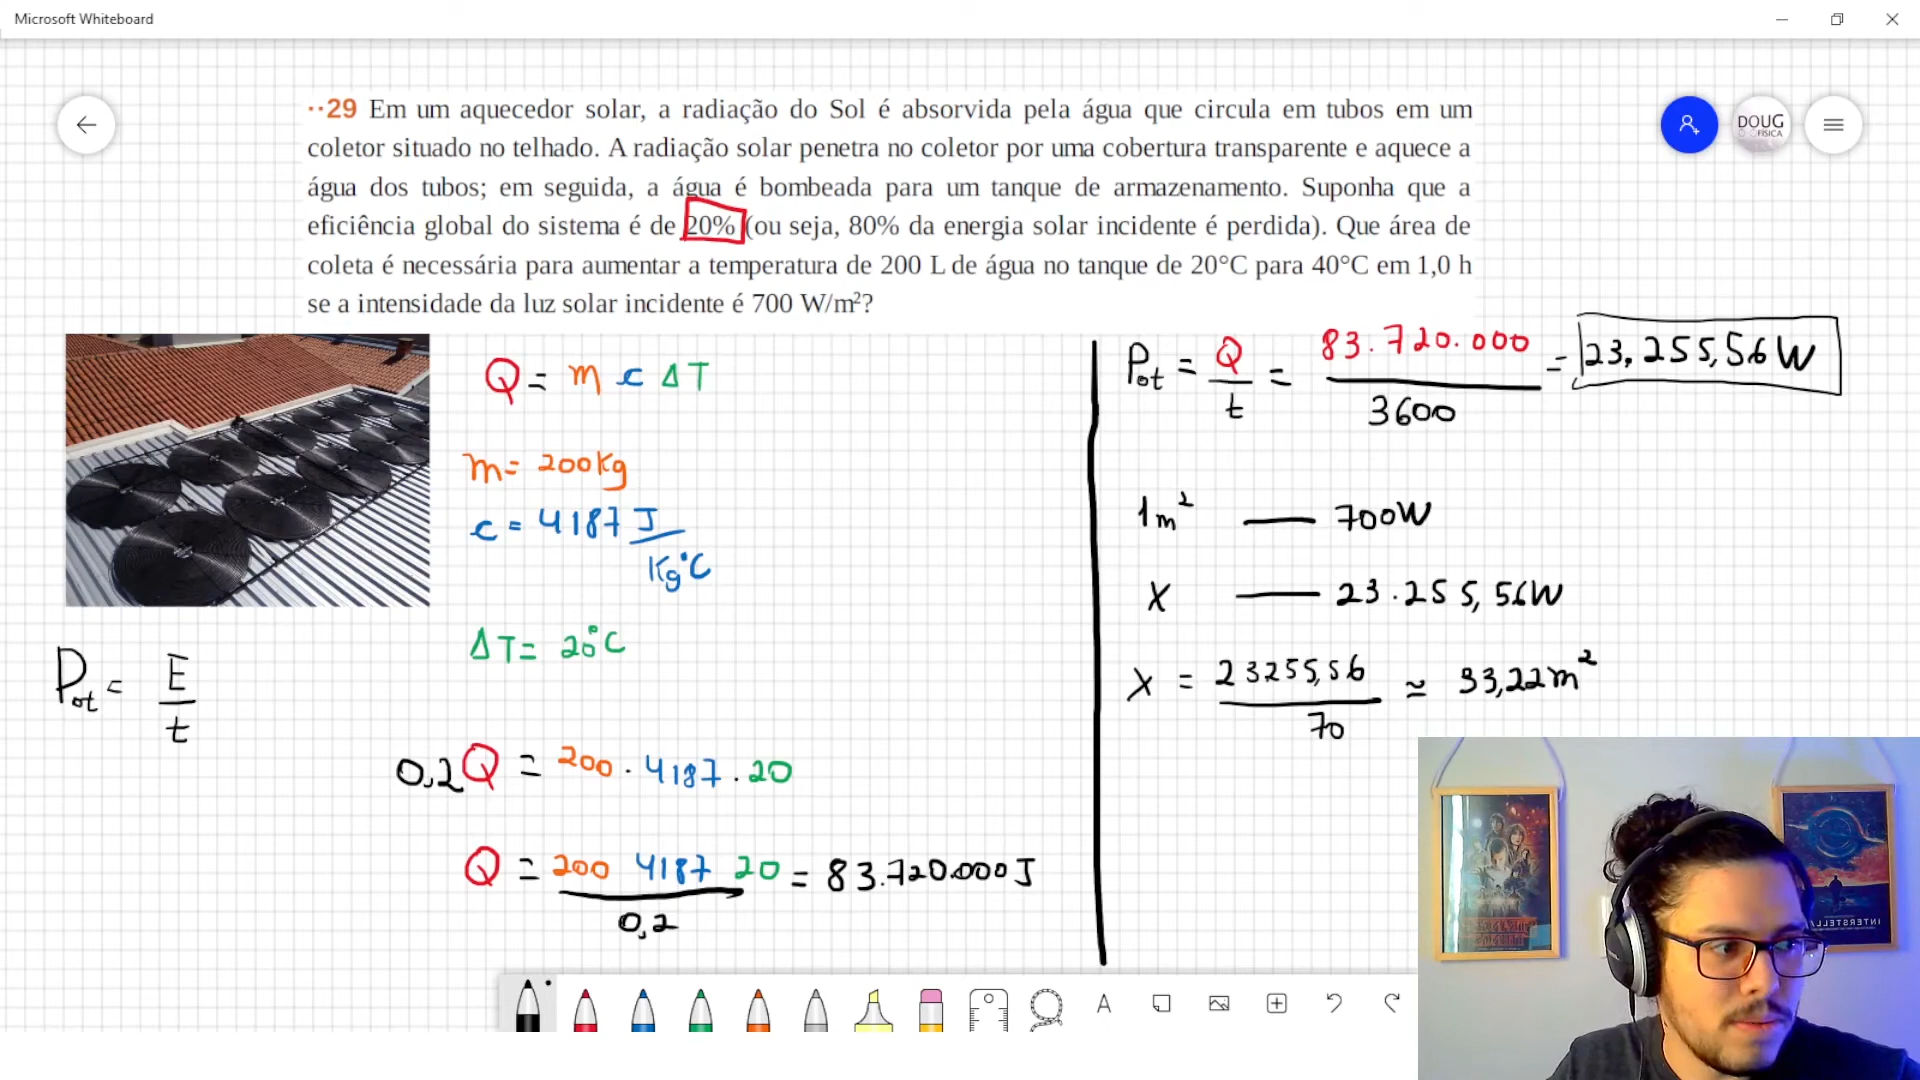 Microsoft Whiteboard
··29 Em um aquecedor solar, a radiação do Sol é absorvida pela água que circula em tubos em um
coletor situado no telhado. A radiação solar penetra no coletor por uma cobertura transparente e aquece a
água dos tubos; em seguida, a água é bombeada para um tanque de armazenamento. Suponha que a
eficiência global do sistema é de 20% (ou seja, 80% da energia solar incidente é perdida). Que área de
coleta é necessária para aumentar a temperatura de 200 L de água no tanque de 20°C para 40°C em 1,0 h
se a intensidade da luz solar incidente é 700 W/m²?
DOUG
FÍSICA
Q = m c ΔT
m = 200Kg
c = 4187 J
Kg°C
ΔT = 20°C
Pot = E
t
0,2Q = 200 · 4187 · 20
Q = 200 4187 20 = 83.720.000 J
0,2
Pot = Q = 83.720.000 = 23,255,56W
t 3600
1m² — 700W
X — 23.255,56W
X = 23255,56 ≃ 33,22m²
70
INTERSTELLA
A